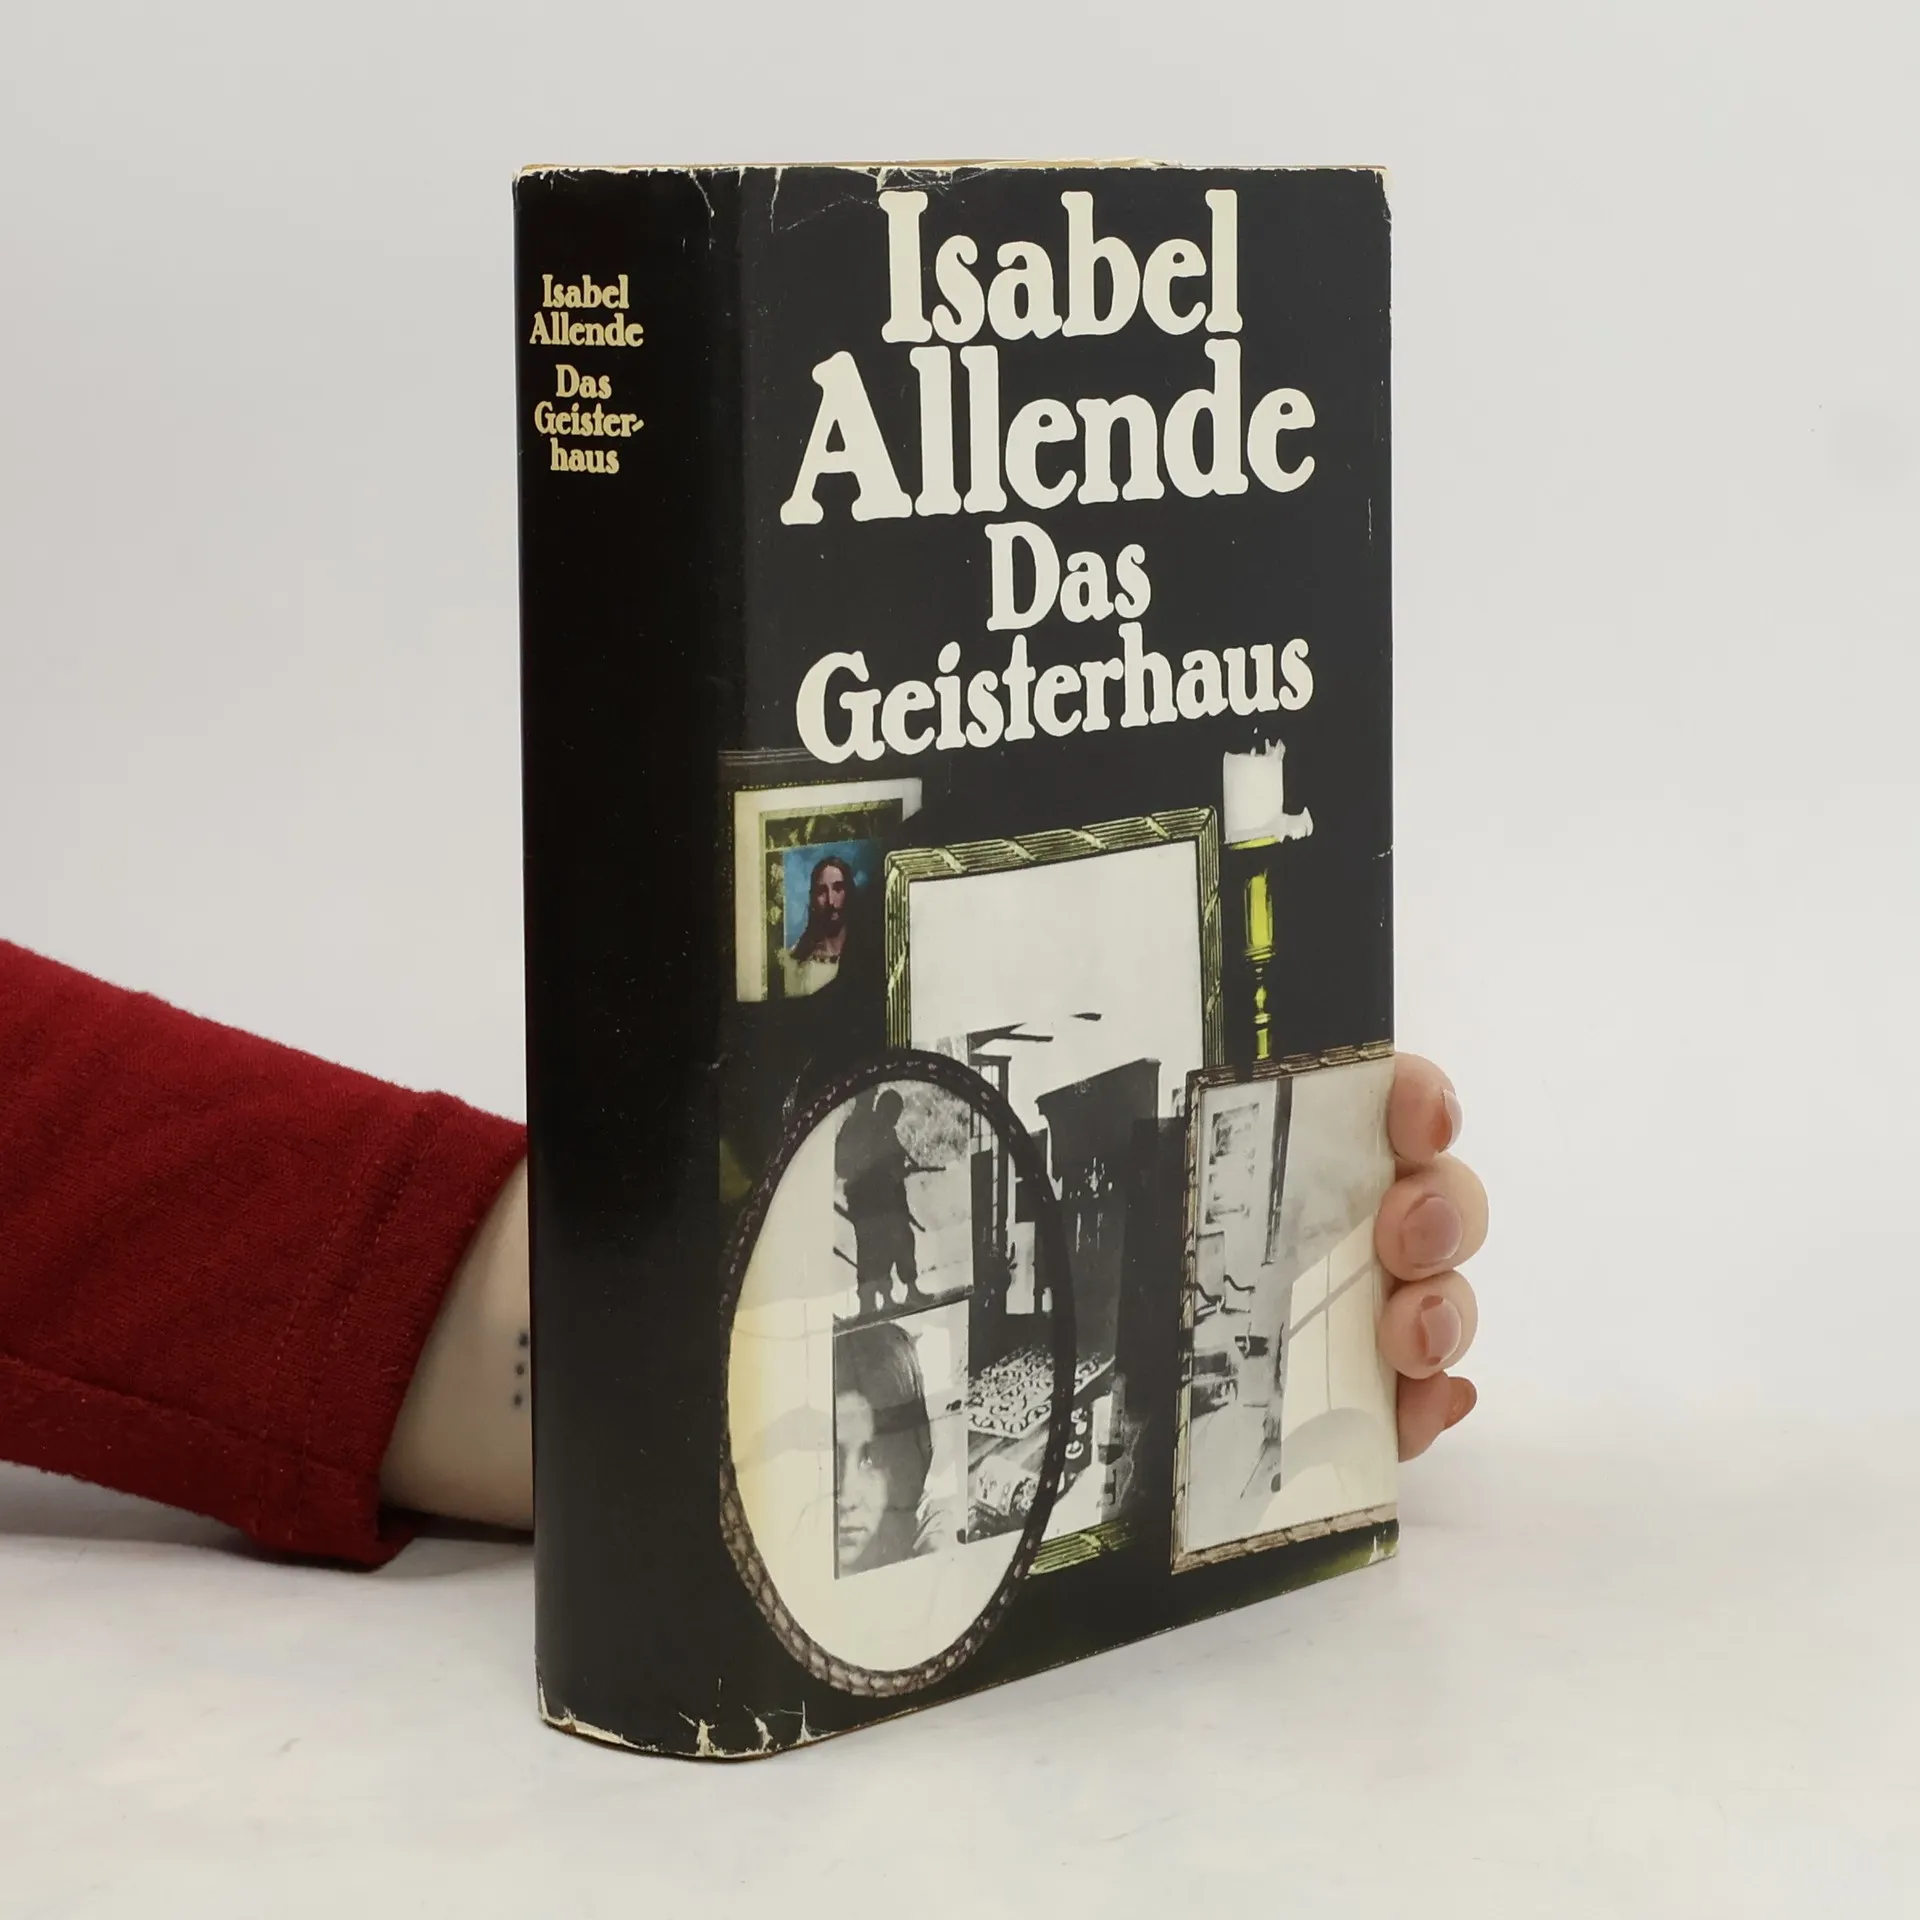 Isabel
Allende
Das
Geister-
haus
Isabel
Allende
Das
Geisterhaus